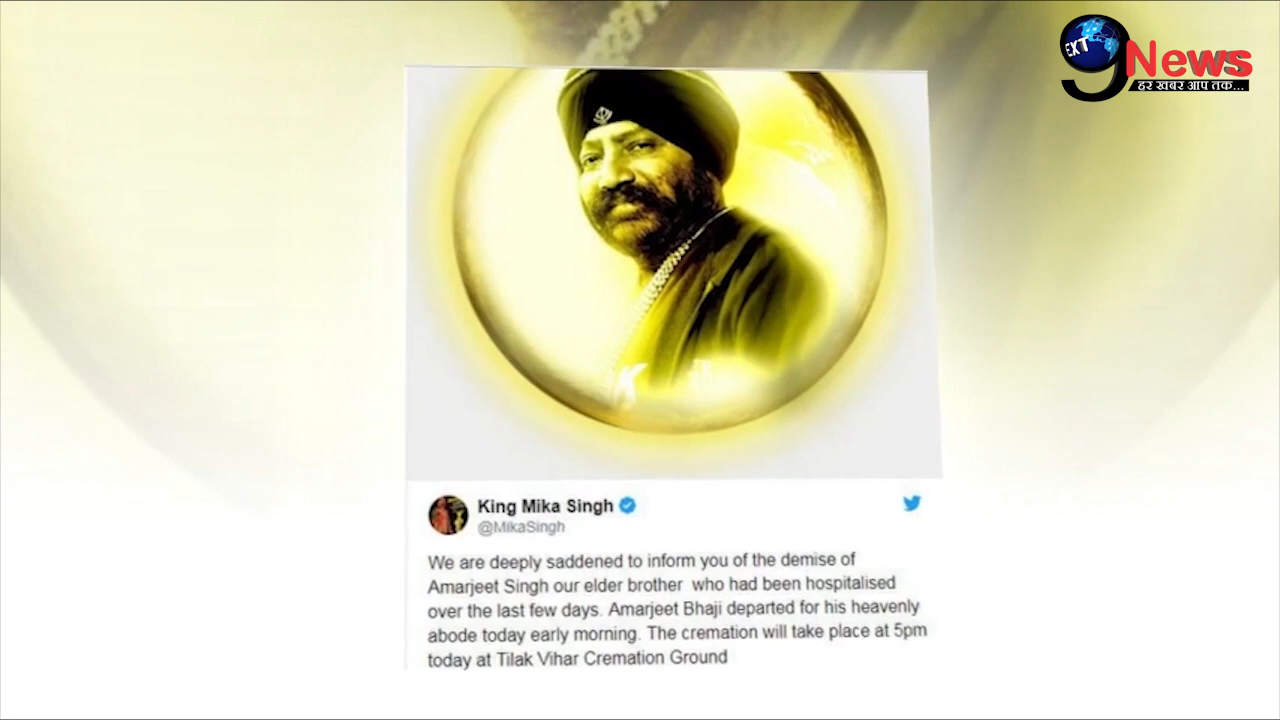 EXT
9 News
हर खबर आप तक...
King Mika Singh
@MikaSingh
We are deeply saddened to inform you of the demise of
Amarjeet Singh our elder brother who had been hospitalised
over the last few days. Amarjeet Bhaji departed for his heavenly
abode today early morning. The cremation will take place at 5pm
today at Tilak Vihar Cremation Ground